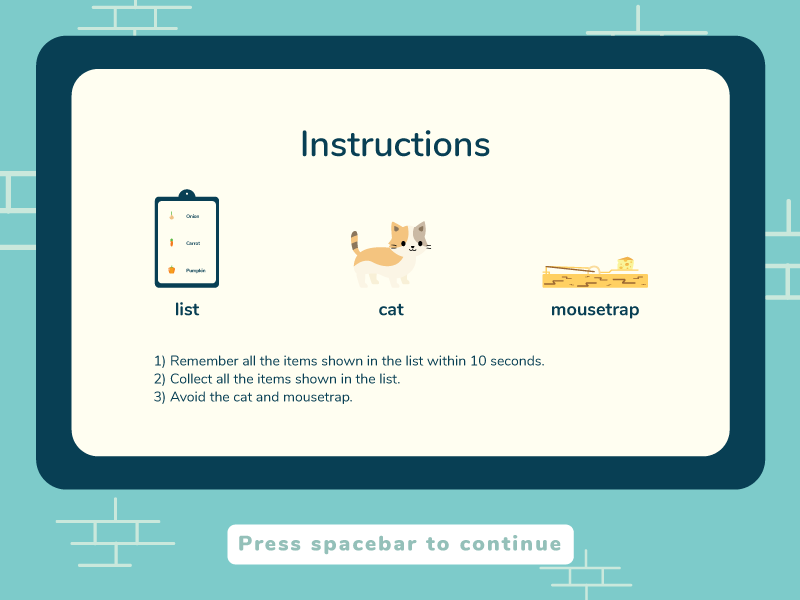 Instructions
Onion
Carrot
Pumpkin
list
cat
mousetrap
1) Remember all the items shown in the list within 10 seconds.
2) Collect all the items shown in the list.
3) Avoid the cat and mousetrap.
Press spacebar to continue